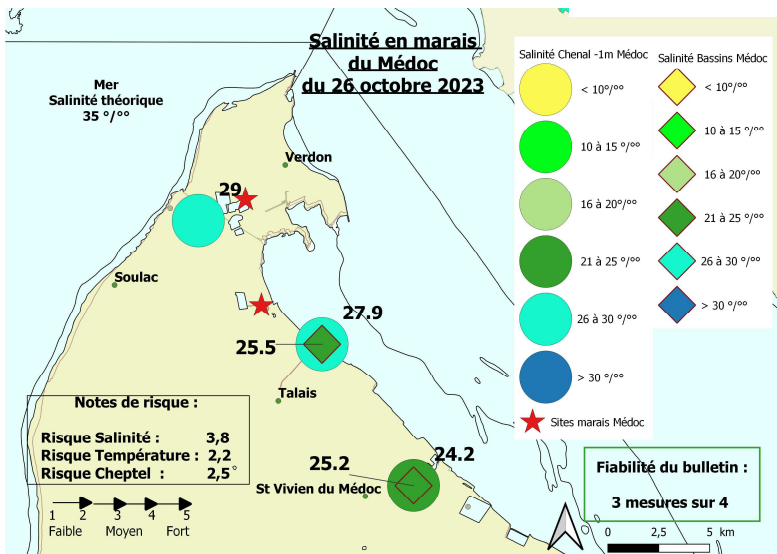 Salinité en marais
du Médoc
du 26 octobre 2023
Mer
Salinité théorique
35 °/°°
Verdon
29
Soulac
27.9
25.5
Talais
24.2
25.2
St Vivien du Médoc
Notes de risque :
Risque Salinité : 3,8
Risque Température : 2,2
Risque Cheptel : 2,5°
1 2 3 4 5
Faible Moyen Fort
Salinité Chenal -1m Médoc
< 10°/°°
10 à 15 °/°°
16 à 20°/°°
21 à 25 °/°°
26 à 30 °/°°
> 30 °/°°
Sites marais Médoc
Salinité Bassins Médoc
< 10°/°°
10 à 15 °/°°
16 à 20°/°°
21 à 25 °/°°
26 à 30 °/°°
> 30 °/°°
Fiabilité du bulletin :
3 mesures sur 4
0 2,5 5 km